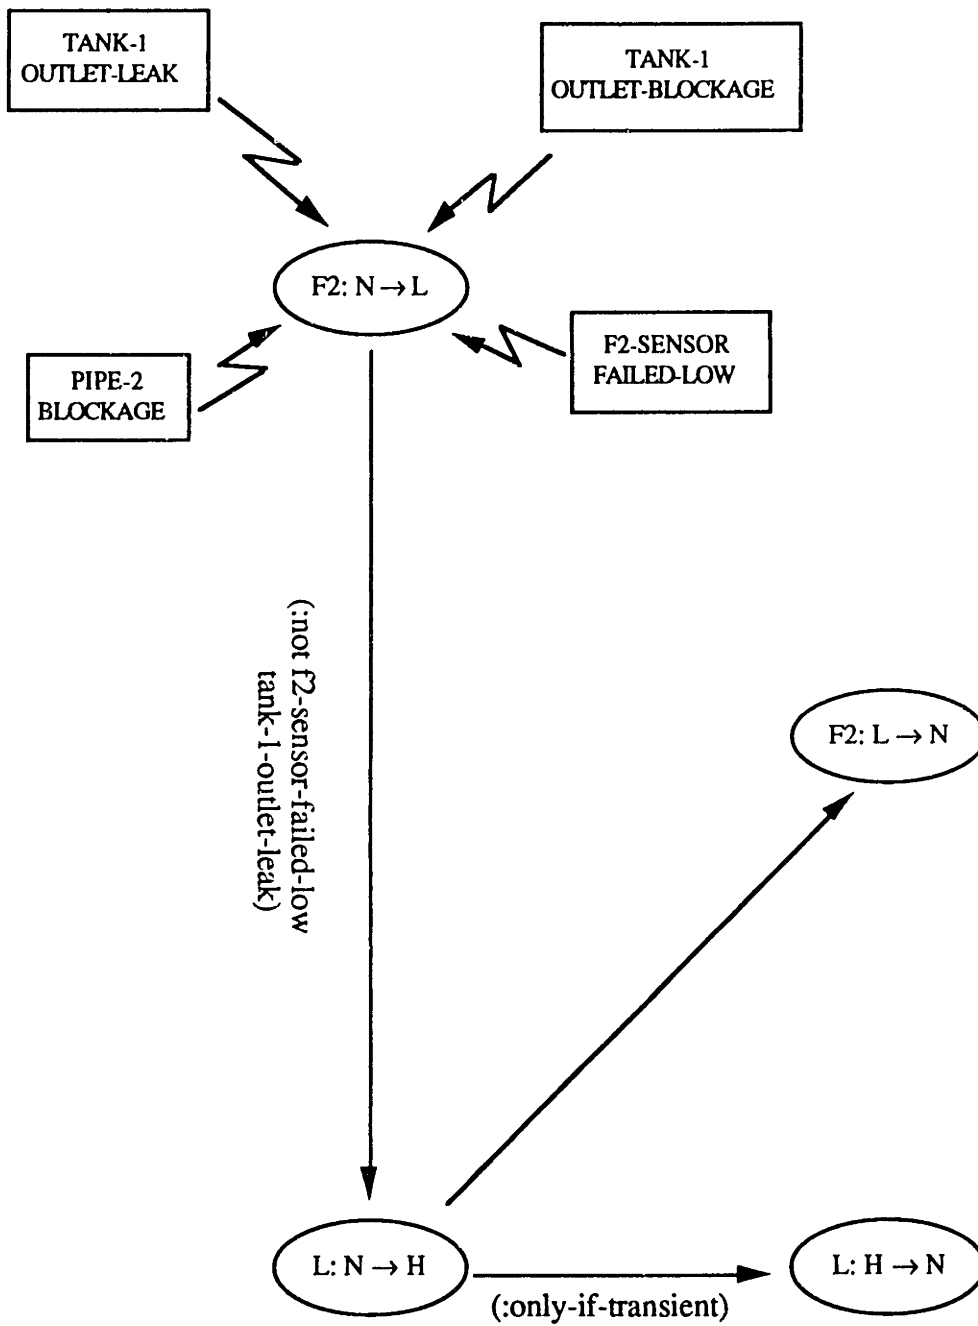 TANK-1
OUTLET-LEAK
TANK-1
OUTLET-BLOCKAGE
F2: N → L
F2-SENSOR
FAILED-LOW
PIPE-2
BLOCKAGE
(:not f2-sensor-failed-low
tank-1-outlet-leak)
F2: L → N
L: N → H
L: H → N
(:only-if-transient)